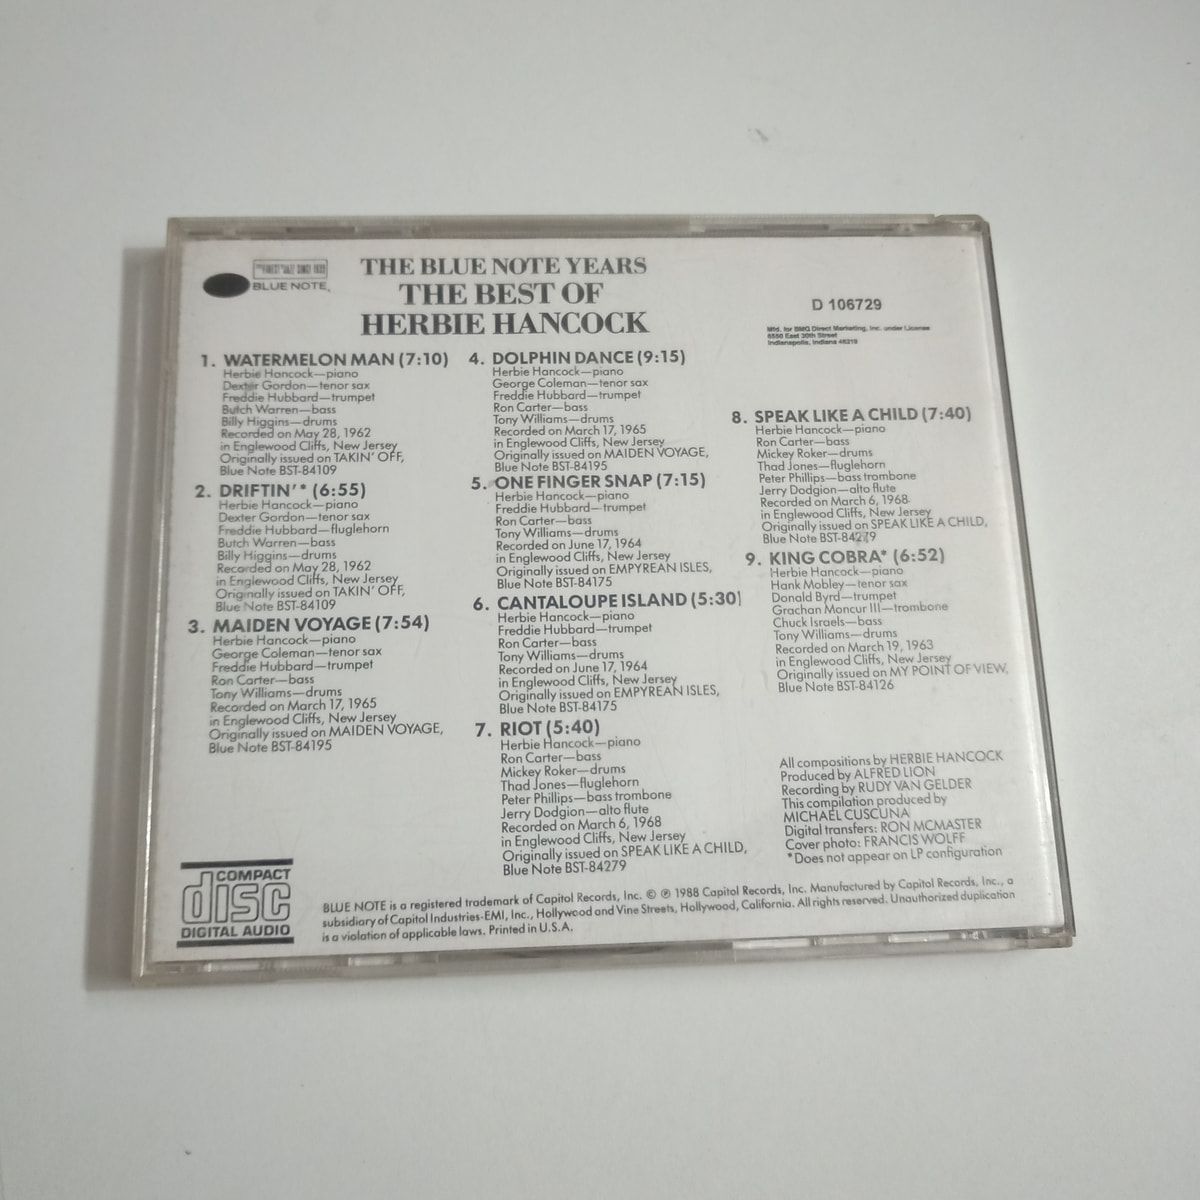 THE FINEST IN JAZZ SINCE 1939
BLUE NOTE
THE BLUE NOTE YEARS
THE BEST OF
HERBIE HANCOCK
D 106729
Mfd. for BMG Direct Marketing, Inc. under License
6550 East 30th Street
Indianapolis, Indiana 46219
1. WATERMELON MAN (7:10)
Herbie Hancock—piano
Dexter Gordon—tenor sax
Freddie Hubbard—trumpet
Butch Warren—bass
Billy Higgins—drums
Recorded on May 28, 1962
in Englewood Cliffs, New Jersey
Originally issued on TAKIN' OFF,
Blue Note BST-84109
2. DRIFTIN'* (6:55)
Herbie Hancock—piano
Dexter Gordon—tenor sax
Freddie Hubbard—fluglehorn
Butch Warren—bass
Billy Higgins—drums
Recorded on May 28, 1962
in Englewood Cliffs, New Jersey
Originally issued on TAKIN' OFF,
Blue Note BST-84109
3. MAIDEN VOYAGE (7:54)
Herbie Hancock—piano
George Coleman—tenor sax
Freddie Hubbard—trumpet
Ron Carter—bass
Tony Williams—drums
Recorded on March 17, 1965
in Englewood Cliffs, New Jersey
Originally issued on MAIDEN VOYAGE,
Blue Note BST-84195
4. DOLPHIN DANCE (9:15)
Herbie Hancock—piano
George Coleman—tenor sax
Freddie Hubbard—trumpet
Ron Carter—bass
Tony Williams—drums
Recorded on March 17, 1965
in Englewood Cliffs, New Jersey
Originally issued on MAIDEN VOYAGE,
Blue Note BST-84195
5. ONE FINGER SNAP (7:15)
Herbie Hancock—piano
Freddie Hubbard—trumpet
Ron Carter—bass
Tony Williams—drums
Recorded on June 17, 1964
in Englewood Cliffs, New Jersey
Originally issued on EMPYREAN ISLES,
Blue Note BST-84175
6. CANTALOUPE ISLAND (5:30)
Herbie Hancock—piano
Freddie Hubbard—trumpet
Ron Carter—bass
Tony Williams—drums
Recorded on June 17, 1964
in Englewood Cliffs, New Jersey
Originally issued on EMPYREAN ISLES,
Blue Note BST-84175
7. RIOT (5:40)
Herbie Hancock—piano
Ron Carter—bass
Mickey Roker—drums
Thad Jones—fluglehorn
Peter Phillips—bass trombone
Jerry Dodgion—alto flute
Recorded on March 6, 1968
in Englewood Cliffs, New Jersey
Originally issued on SPEAK LIKE A CHILD,
Blue Note BST-84279
8. SPEAK LIKE A CHILD (7:40)
Herbie Hancock—piano
Ron Carter—bass
Mickey Roker—drums
Thad Jones—fluglehorn
Peter Phillips—bass trombone
Jerry Dodgion—alto flute
Recorded on March 6, 1968
in Englewood Cliffs, New Jersey
Originally issued on SPEAK LIKE A CHILD,
Blue Note BST-84279
9. KING COBRA* (6:52)
Herbie Hancock—piano
Hank Mobley—tenor sax
Donald Byrd—trumpet
Grachan Moncur III—trombone
Chuck Israels—bass
Tony Williams—drums
Recorded on March 19, 1963
in Englewood Cliffs, New Jersey
Originally issued on MY POINT OF VIEW,
Blue Note BST-84126
All compositions by HERBIE HANCOCK
Produced by ALFRED LION
Recording by RUDY VAN GELDER
This compilation produced by
MICHAEL CUSCUNA
Digital transfers: RON MCMASTER
Cover photo: FRANCIS WOLFF
*Does not appear on LP configuration
COMPACT
disc
DIGITAL AUDIO
BLUE NOTE is a registered trademark of Capitol Records, Inc. © ℗ 1988 Capitol Records, Inc. Manufactured by Capitol Records, Inc., a
subsidiary of Capitol Industries-EMI, Inc., Hollywood and Vine Streets, Hollywood, California. All rights reserved. Unauthorized duplication
is a violation of applicable laws. Printed in U.S.A.